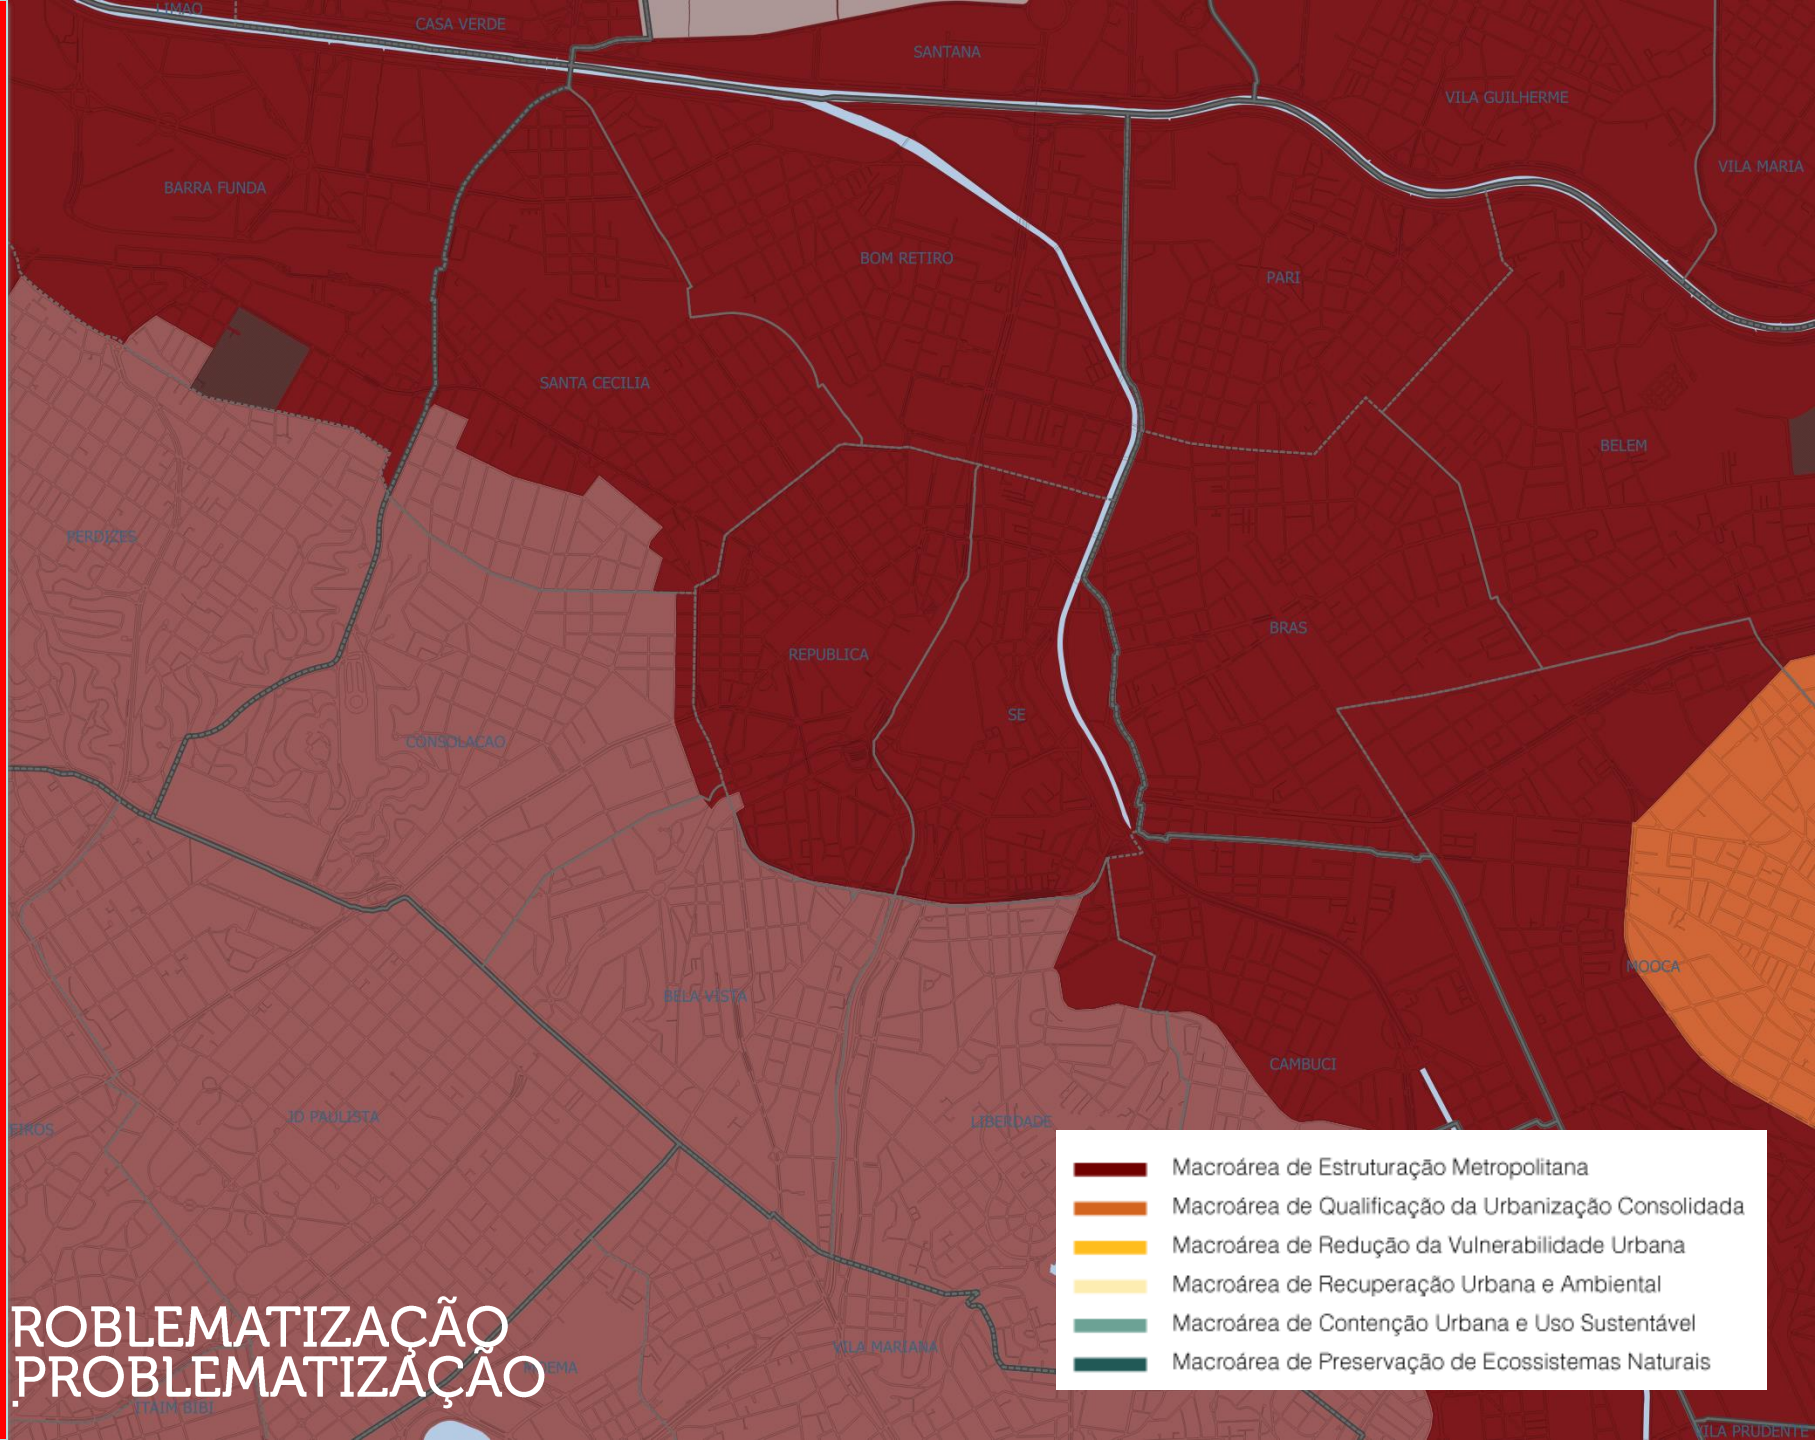 LIMAO
CASA VERDE
SANTANA
VILA GUILHERME
VILA MARIA
BARRA FUNDA
BOM RETIRO
PARI
SANTA CECILIA
BELEM
PERDIZES
BRAS
REPUBLICA
SE
CONSOLACAO
MOOCA
BELA VISTA
CAMBUCI
JD PAULISTA
LIBERDADE
EIROS
Macroárea de Estruturação Metropolitana
Macroárea de Qualificação da Urbanização Consolidada
Macroárea de Redução da Vulnerabilidade Urbana
Macroárea de Recuperação Urbana e Ambiental
Macroárea de Contenção Urbana e Uso Sustentável
Macroárea de Preservação de Ecossistemas Naturais
ROBLEMATIZAÇÃO
VILA MARIANA
PROBLEMATIZAÇÃO
.
OEMA
ITAIM BIBI
VILA PRUDENTE